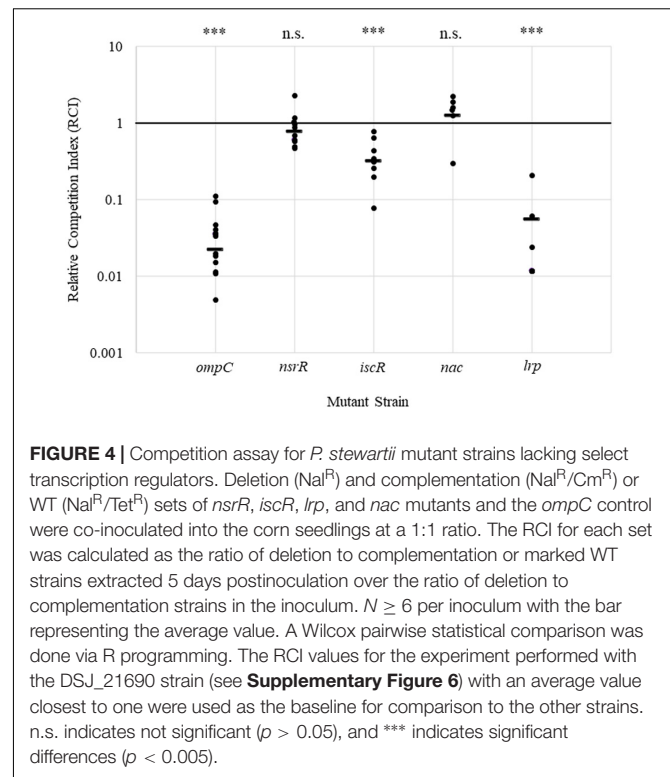 *** n.s. *** n.s. ***
10
1
0.1
0.01
0.001
Relative Competition Index (RCI)
ompC nsrR iscR nac lrp
Mutant Strain
FIGURE 4 | Competition assay for P. stewartii mutant strains lacking select
transcription regulators. Deletion (NalR) and complementation (NalR/CmR) or
WT (NalR/TetR) sets of nsrR, iscR, lrp, and nac mutants and the ompC control
were co-inoculated into the corn seedlings at a 1:1 ratio. The RCI for each set
was calculated as the ratio of deletion to complementation or marked WT
strains extracted 5 days postinoculation over the ratio of deletion to
complementation strains in the inoculum. N ≥ 6 per inoculum with the bar
representing the average value. A Wilcox pairwise statistical comparison was
done via R programming. The RCI values for the experiment performed with
the DSJ_21690 strain (see Supplementary Figure 6) with an average value
closest to one were used as the baseline for comparison to the other strains.
n.s. indicates not significant (p > 0.05), and *** indicates significant
differences (p < 0.005).